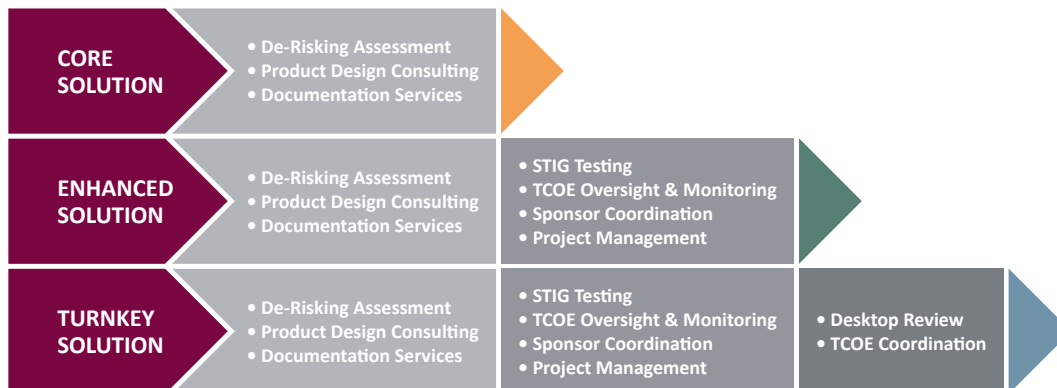 CORE
SOLUTION
• De-Risking Assessment
• Product Design Consulting
• Documentation Services
ENHANCED
SOLUTION
• De-Risking Assessment
• Product Design Consulting
• Documentation Services
• STIG Testing
• TCOE Oversight & Monitoring
• Sponsor Coordination
• Project Management
TURNKEY
SOLUTION
• De-Risking Assessment
• Product Design Consulting
• Documentation Services
• STIG Testing
• TCOE Oversight & Monitoring
• Sponsor Coordination
• Project Management
• Desktop Review
• TCOE Coordination